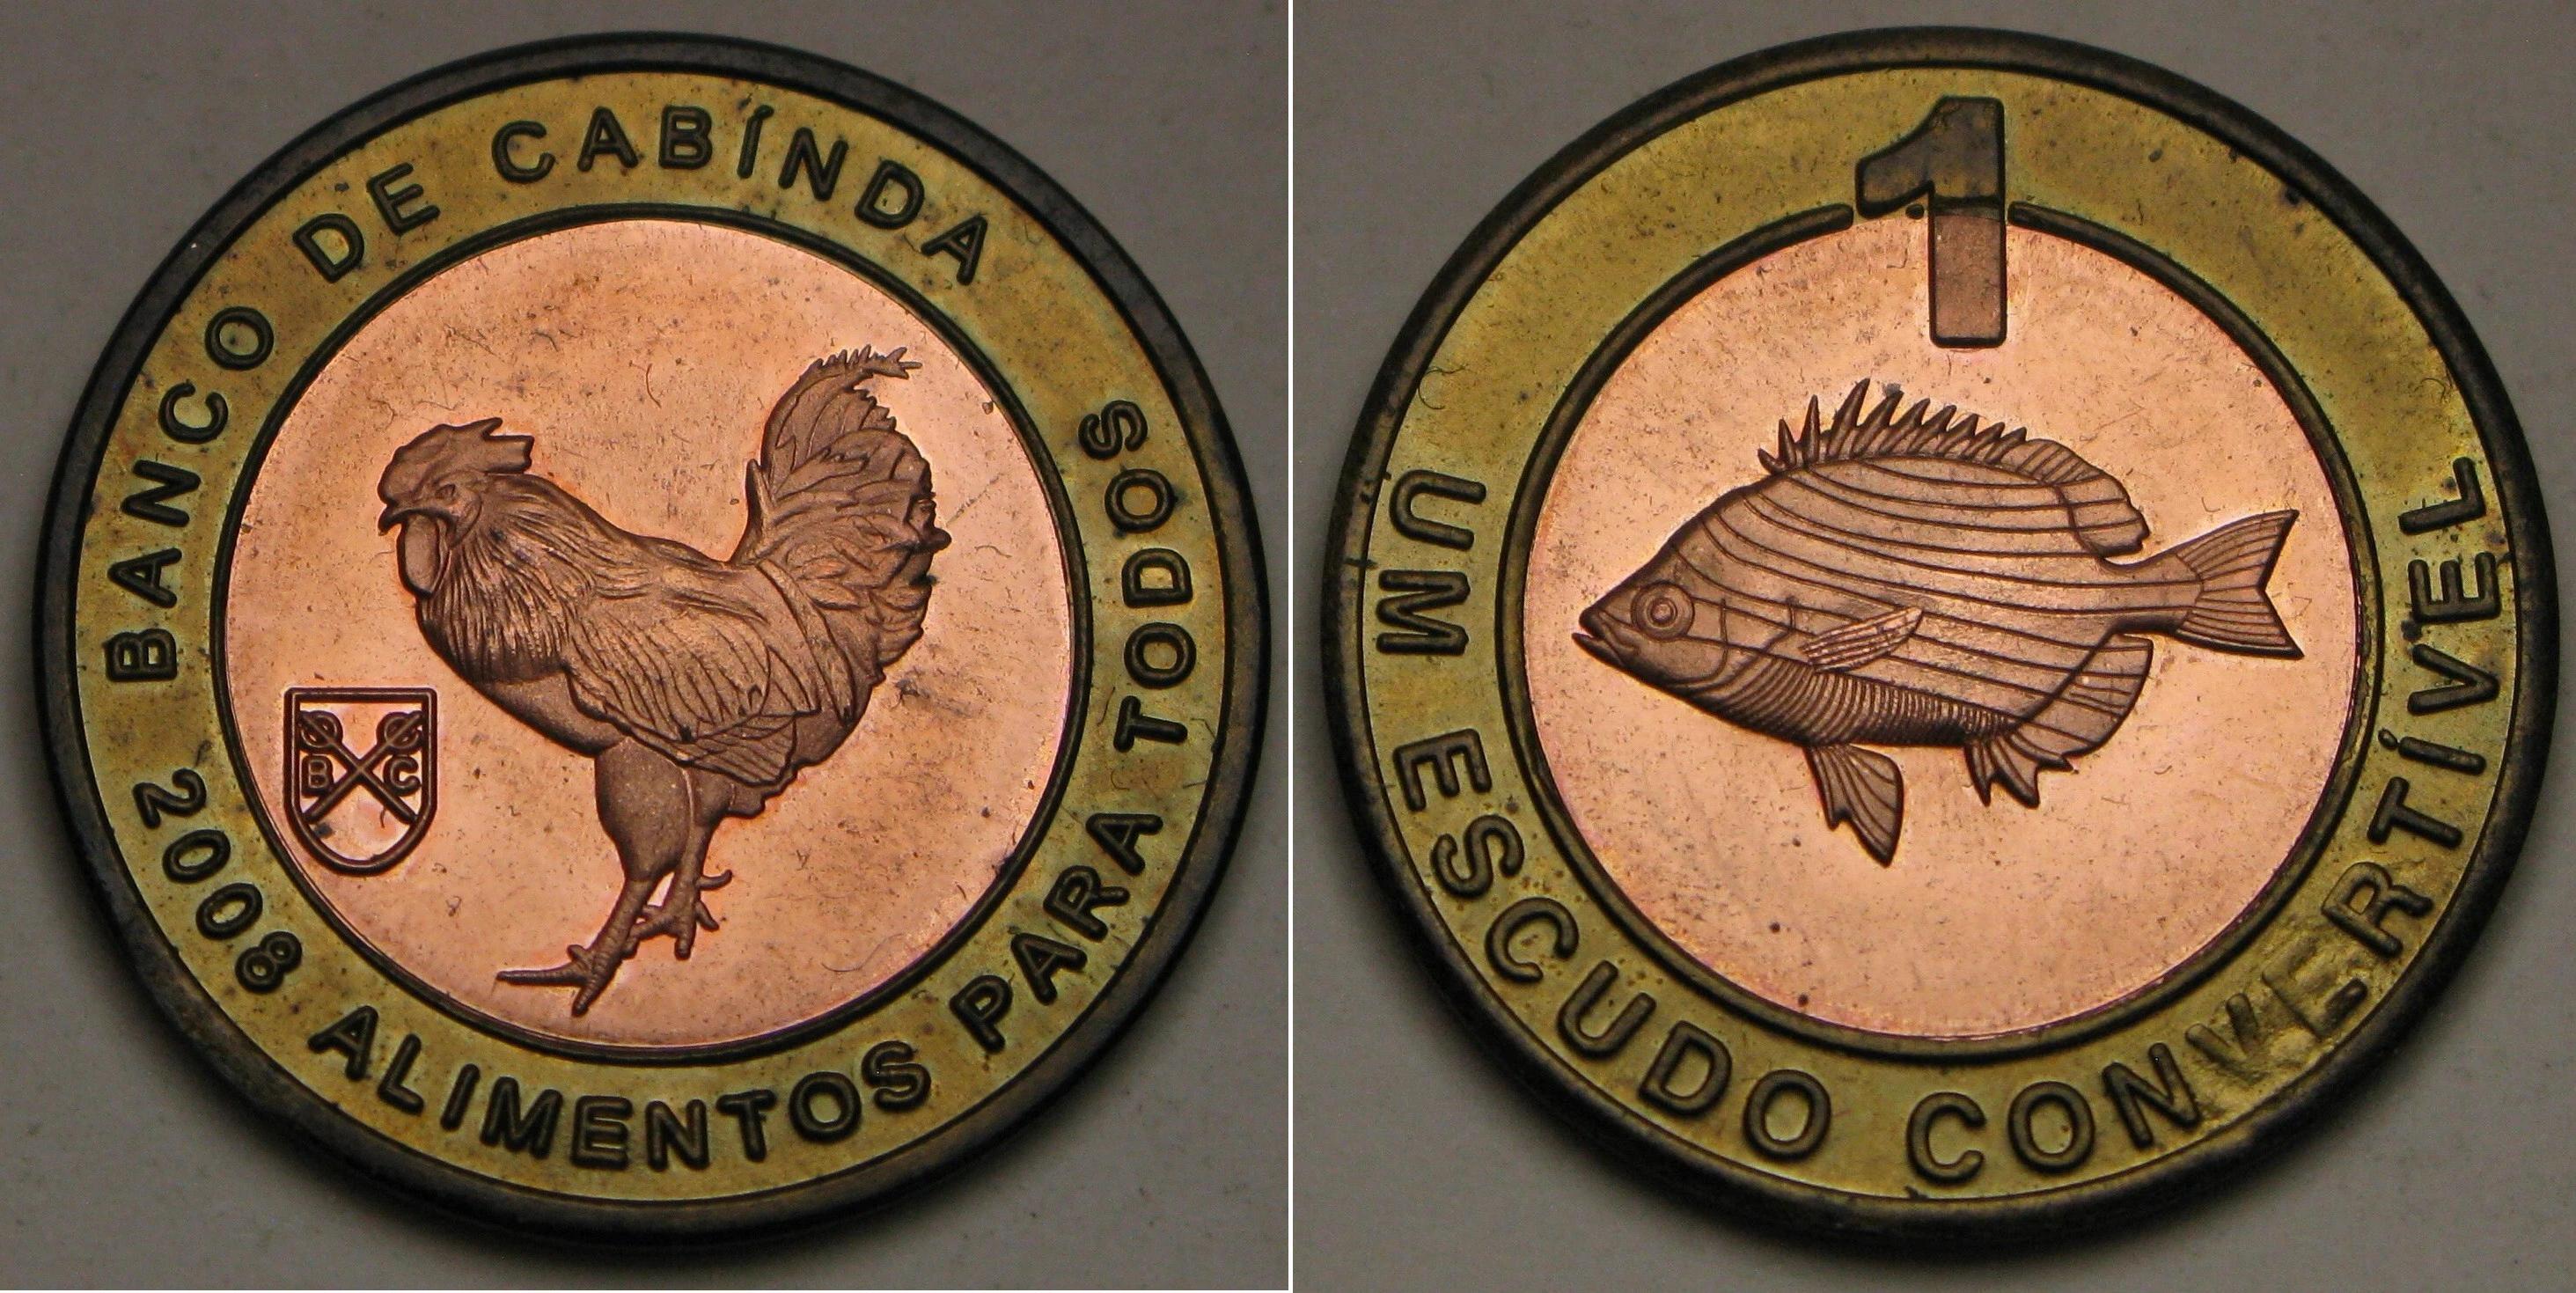 BANCO DE CABÍNDA
2008 ALIMENTOS PARA TODOS
B C
1
UM ESCUDO CONVERTÍVEL